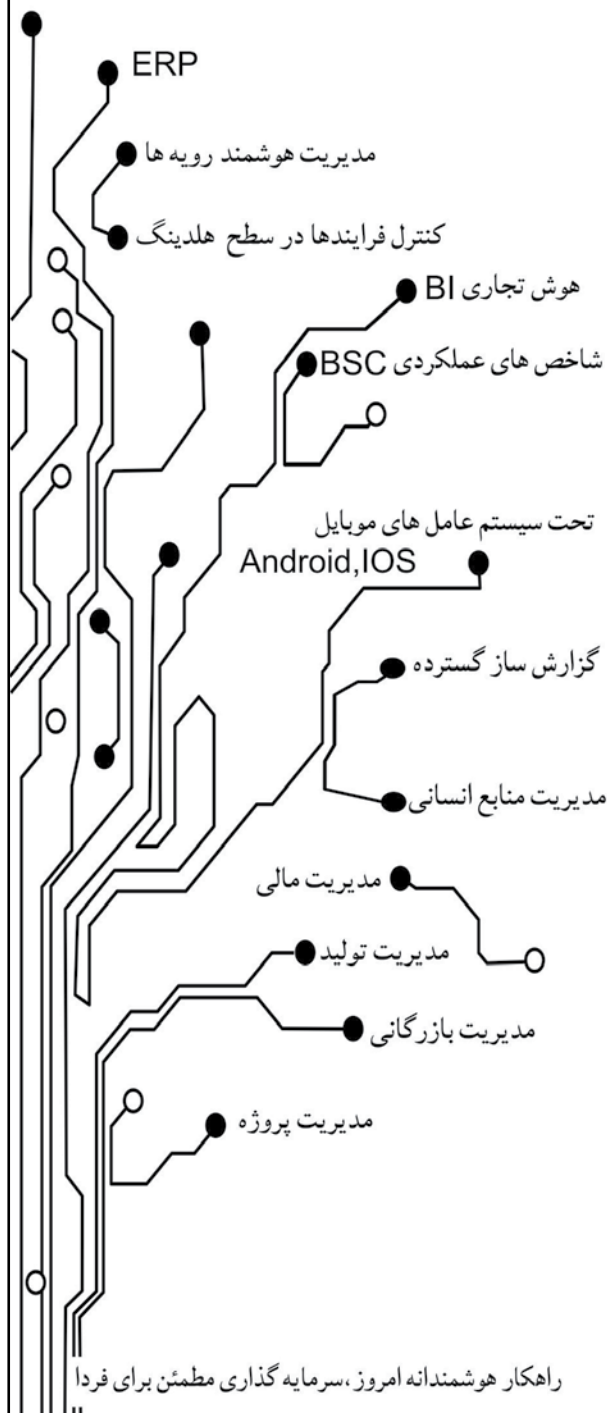 ERP
مدیریت هوشمند رویه ها
کنترل فرایندها در سطح هلدینگ
هوش تجاری BI
شاخص های عملکردی BSC
تحت سیستم عامل های موبایل
Android,IOS
گزارش ساز گسترده
مدیریت منابع انسانی
مدیریت مالی
مدیریت تولید
مدیریت بازرگانی
مدیریت پروژه
راهکار هوشمندانه امروز،سرمایه گذاری مطمئن برای فردا